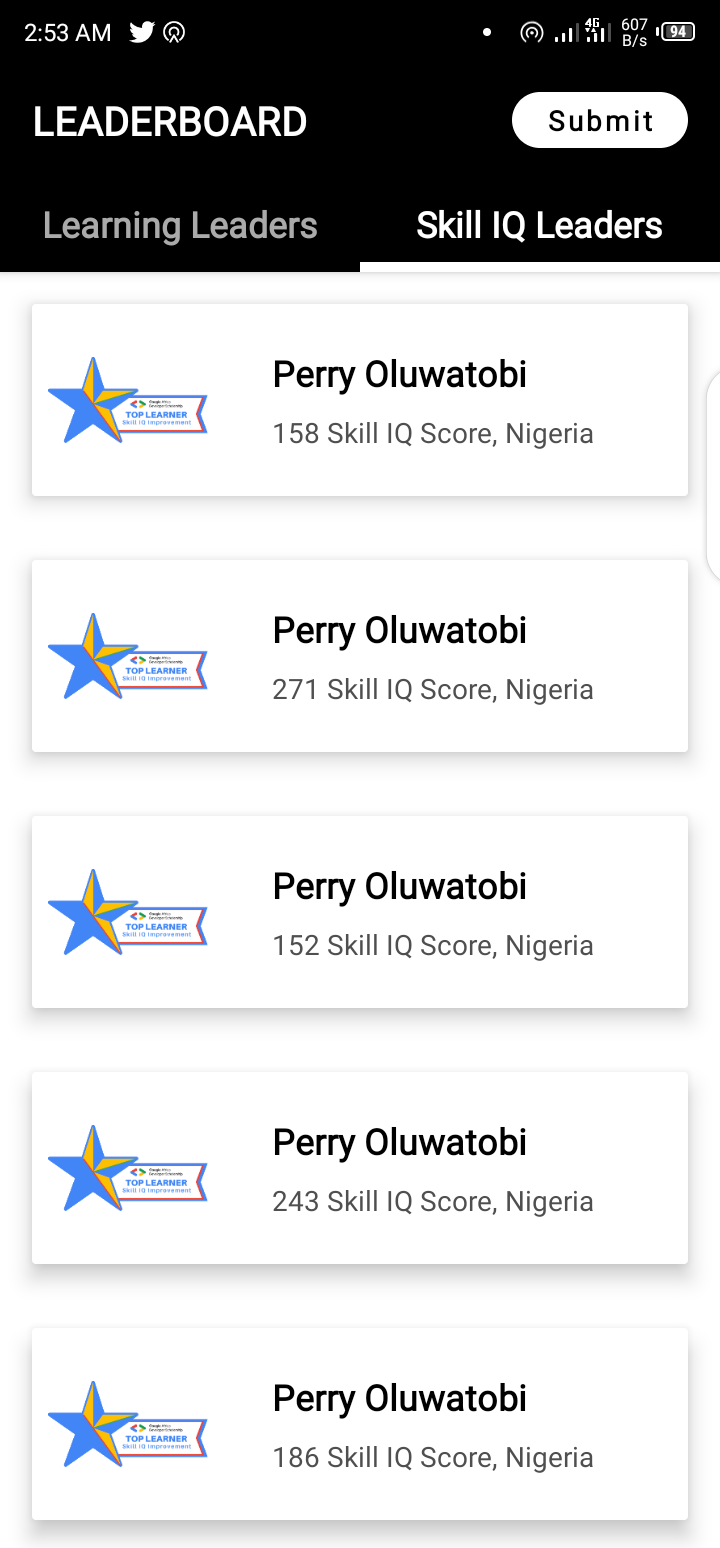 2:53 AM
4G 607 B/s 94
LEADERBOARD
Submit
Learning Leaders
Skill IQ Leaders
Perry Oluwatobi
158 Skill IQ Score, Nigeria
Google Africa
Developer Scholarship
TOP LEARNER
Skill IQ Improvement
Perry Oluwatobi
271 Skill IQ Score, Nigeria
Google Africa
Developer Scholarship
TOP LEARNER
Skill IQ Improvement
Perry Oluwatobi
152 Skill IQ Score, Nigeria
Google Africa
Developer Scholarship
TOP LEARNER
Skill IQ Improvement
Perry Oluwatobi
243 Skill IQ Score, Nigeria
Google Africa
Developer Scholarship
TOP LEARNER
Skill IQ Improvement
Perry Oluwatobi
186 Skill IQ Score, Nigeria
Google Africa
Developer Scholarship
TOP LEARNER
Skill IQ Improvement